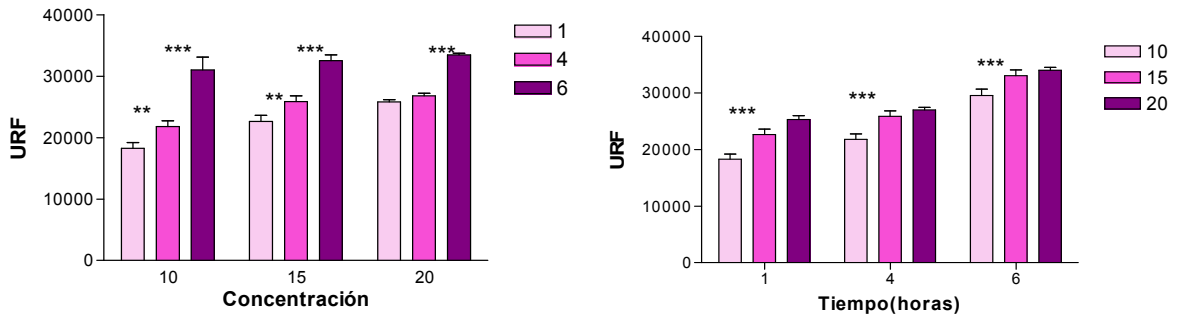 40000
30000
20000
10000
0
URF
** *** ** *** ***
10 15 20
Concentración
1
4
6
40000
30000
20000
10000
0
URF
*** *** ***
1 4 6
Tiempo(horas)
10
15
20